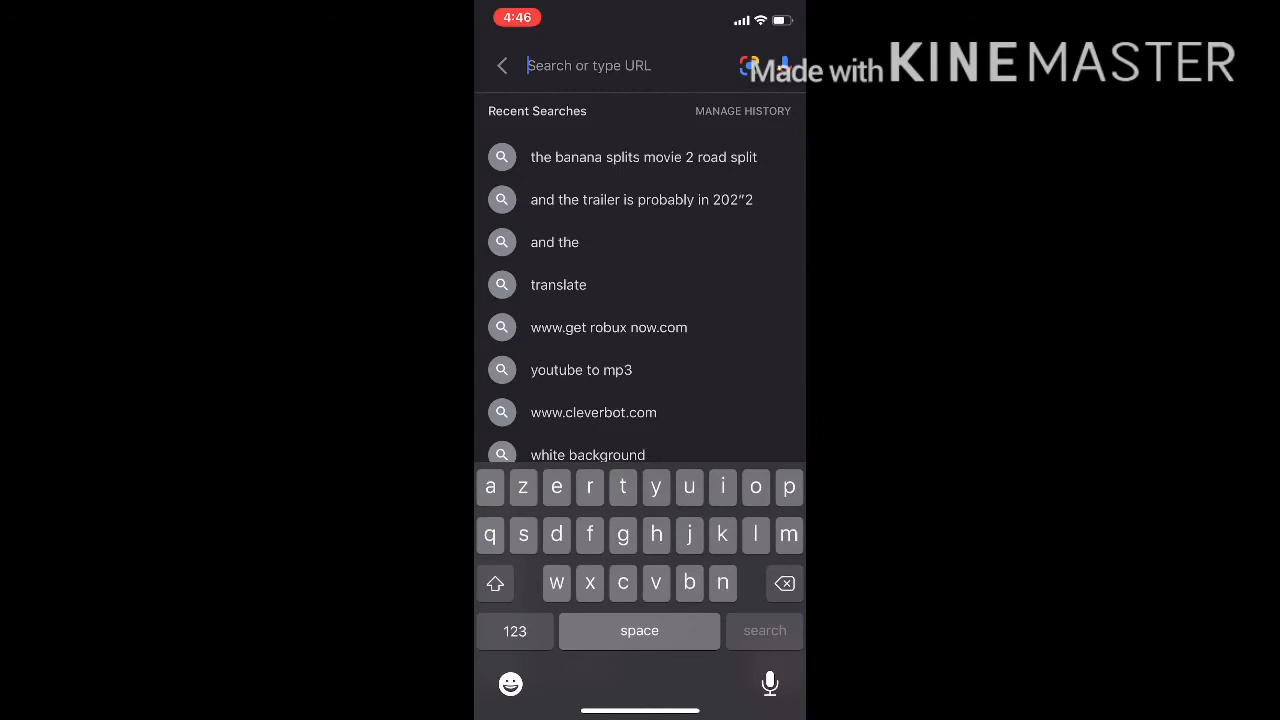 4:46
Search or type URL
Made with KINEMASTER
Recent Searches MANAGE HISTORY
the banana splits movie 2 road split
and the trailer is probably in 202"2
and the
translate
www.get robux now.com
youtube to mp3
www.cleverbot.com
white background
a z e r t y u i o p
q s d f g h j k l m
w x c v b n
123 space search